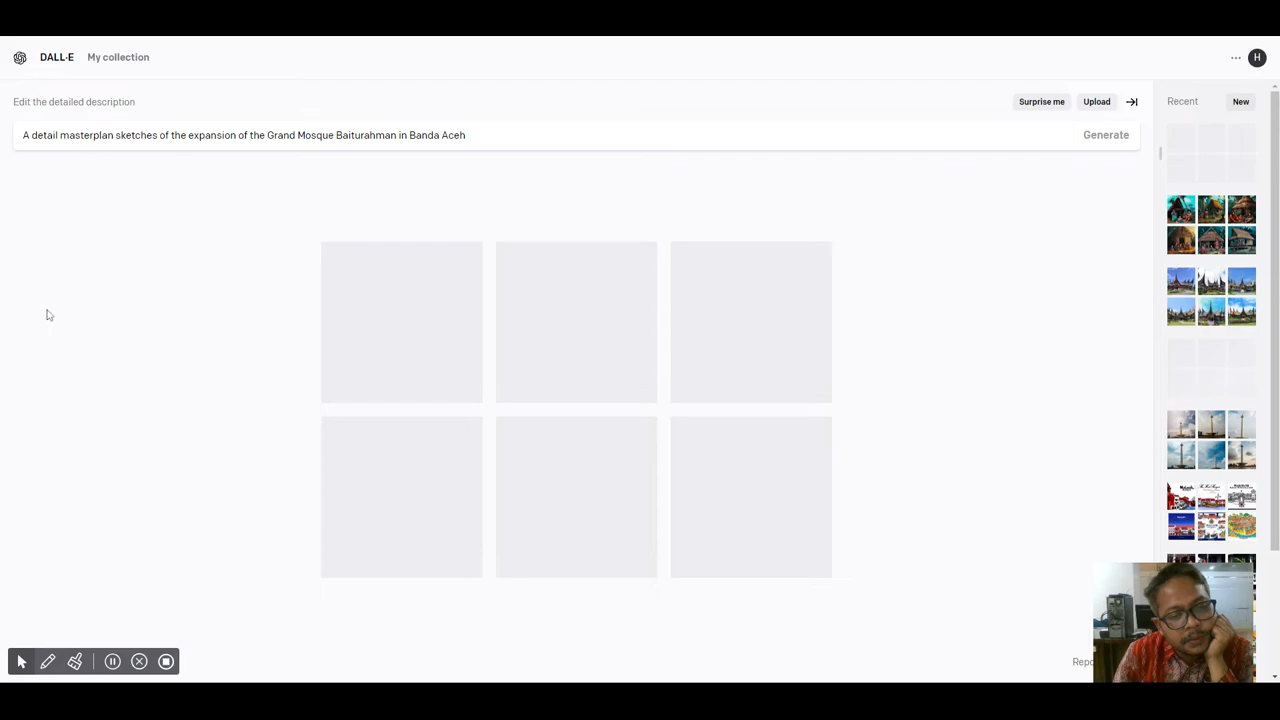 DALL·E My collection ··· H
Edit the detailed description Surprise me Upload Recent New
A detail masterplan sketches of the expansion of the Grand Mosque Baiturahman in Banda Aceh Generate